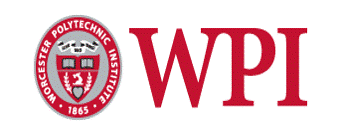 WORCESTER POLYTECHNIC INSTITUTE
· 1865 ·
WPI